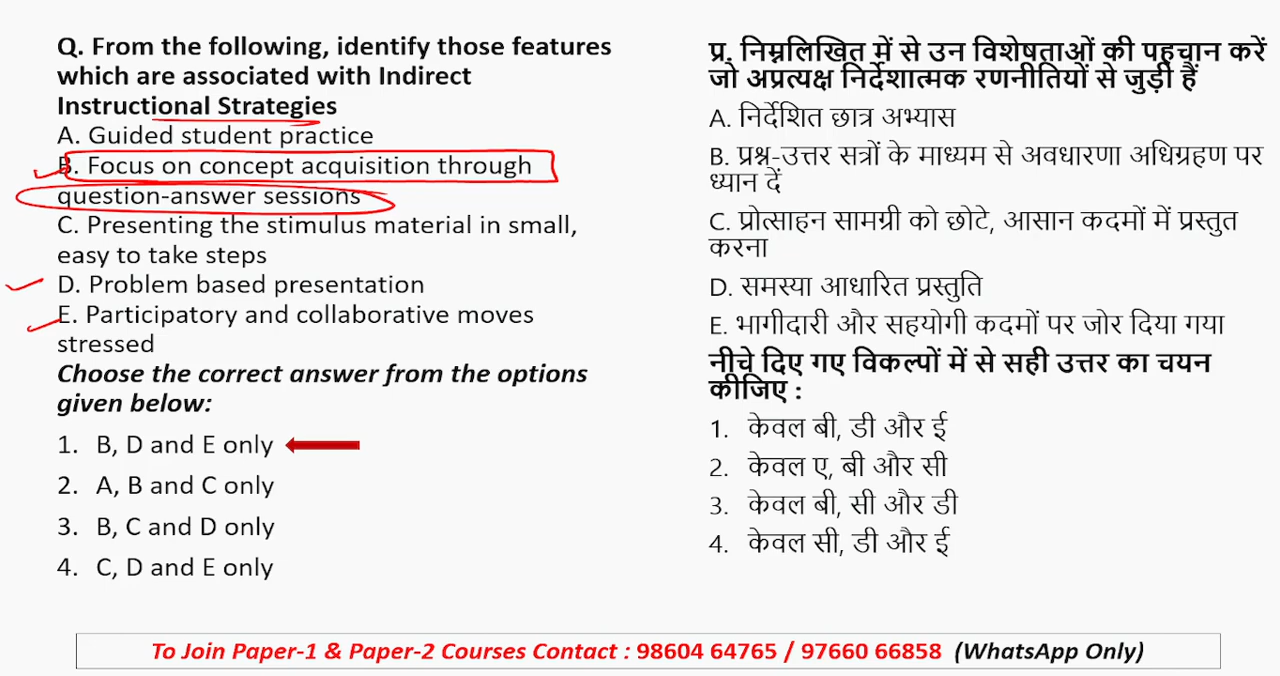 Q. From the following, identify those features
which are associated with Indirect
Instructional Strategies
A. Guided student practice
B. Focus on concept acquisition through
question-answer sessions
C. Presenting the stimulus material in small,
easy to take steps
D. Problem based presentation
E. Participatory and collaborative moves
stressed
Choose the correct answer from the options
given below:
1. B, D and E only
2. A, B and C only
3. B, C and D only
4. C, D and E only
प्र. निम्नलिखित में से उन विशेषताओं की पहचान करें
जो अप्रत्यक्ष निर्देशात्मक रणनीतियों से जुड़ी हैं
A. निर्देशित छात्र अभ्यास
B. प्रश्न-उत्तर सत्रों के माध्यम से अवधारणा अधिग्रहण पर
ध्यान दें
C. प्रोत्साहन सामग्री को छोटे, आसान कदमों में प्रस्तुत
करना
D. समस्या आधारित प्रस्तुति
E. भागीदारी और सहयोगी कदमों पर जोर दिया गया
नीचे दिए गए विकल्पों में से सही उत्तर का चयन
कीजिए :
1. केवल बी, डी और ई
2. केवल ए, बी और सी
3. केवल बी, सी और डी
4. केवल सी, डी और ई
To Join Paper-1 & Paper-2 Courses Contact : 98604 64765 / 97660 66858 (WhatsApp Only)